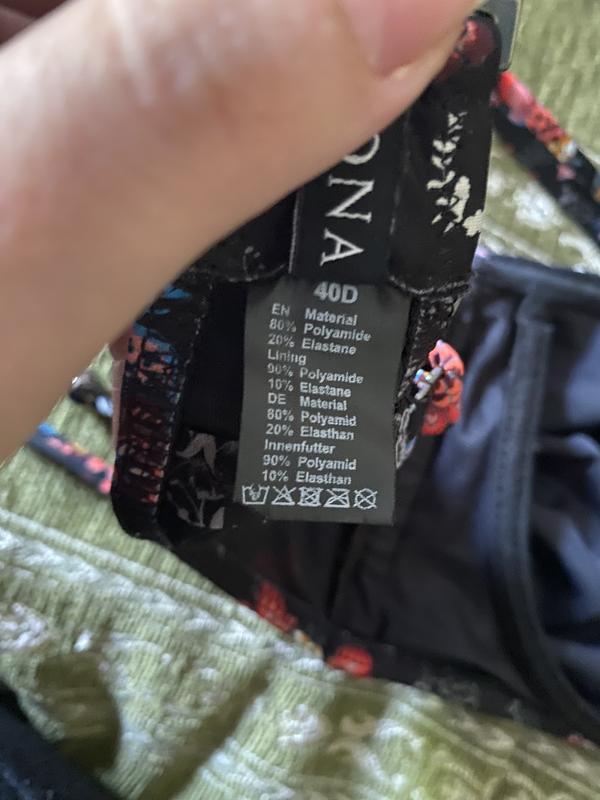 ONA
40D
EN Material
80% Polyamide
20% Elastane
Lining
90% Polyamide
10% Elastane
DE Material
80% Polyamid
20% Elasthan
Innenfutter
90% Polyamid
10% Elasthan